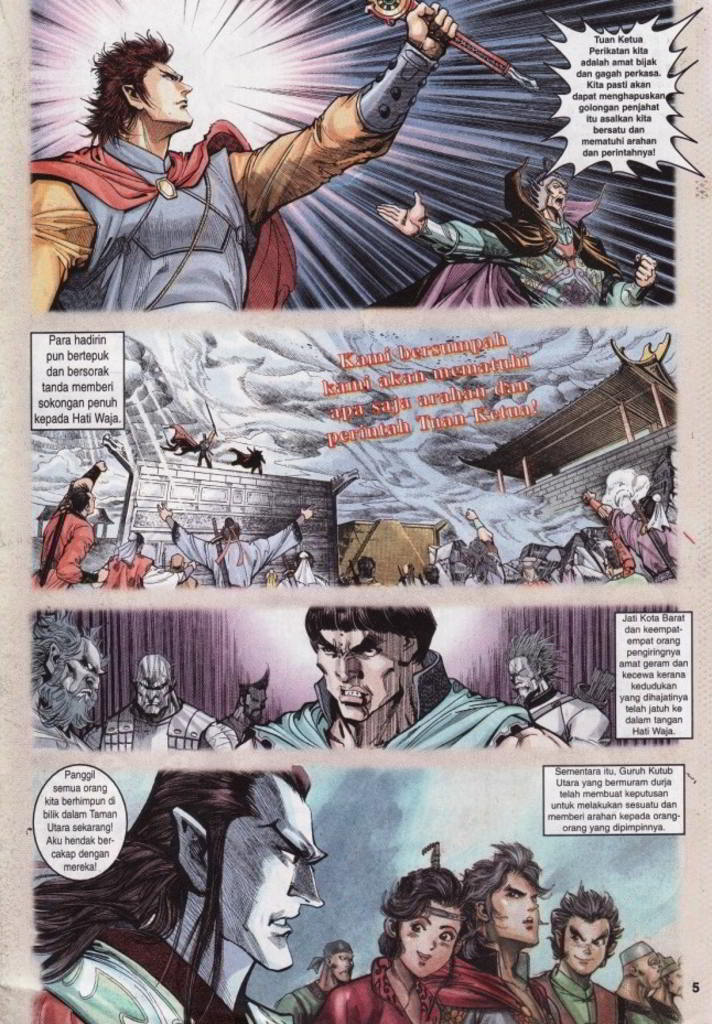 Tuan Ketua
Perikatan kita
adalah amat bijak
dan gagah perkasa.
Kita pasti akan
dapat menghapuskan
golongan penjahat
itu asalkan kita
bersatu dan
mematuhi arahan
dan perintahnya!
Para hadirin
pun bertepuk
dan bersorak
tanda memberi
sokongan penuh
kepada Hati Waja.
Kami bersumpah
kami akan mematuhi
apa saja arahan dan
perintah Tuan Ketua!
Jati Kota Barat
dan keempat-
empat orang
pengiringnya
amat geram dan
kecewa kerana
kedudukan
yang dihajatinya
telah jatuh ke
dalam tangan
Hati Waja.
Panggil
semua orang
kita berhimpun di
bilik dalam Taman
Utara sekarang!
Aku hendak ber-
cakap dengan
mereka!
Sementara itu, Guruh Kutub
Utara yang bermuram durja
telah membuat keputusan
untuk melakukan sesuatu dan
memberi arahan kepada orang-
orang yang dipimpinnya.
5